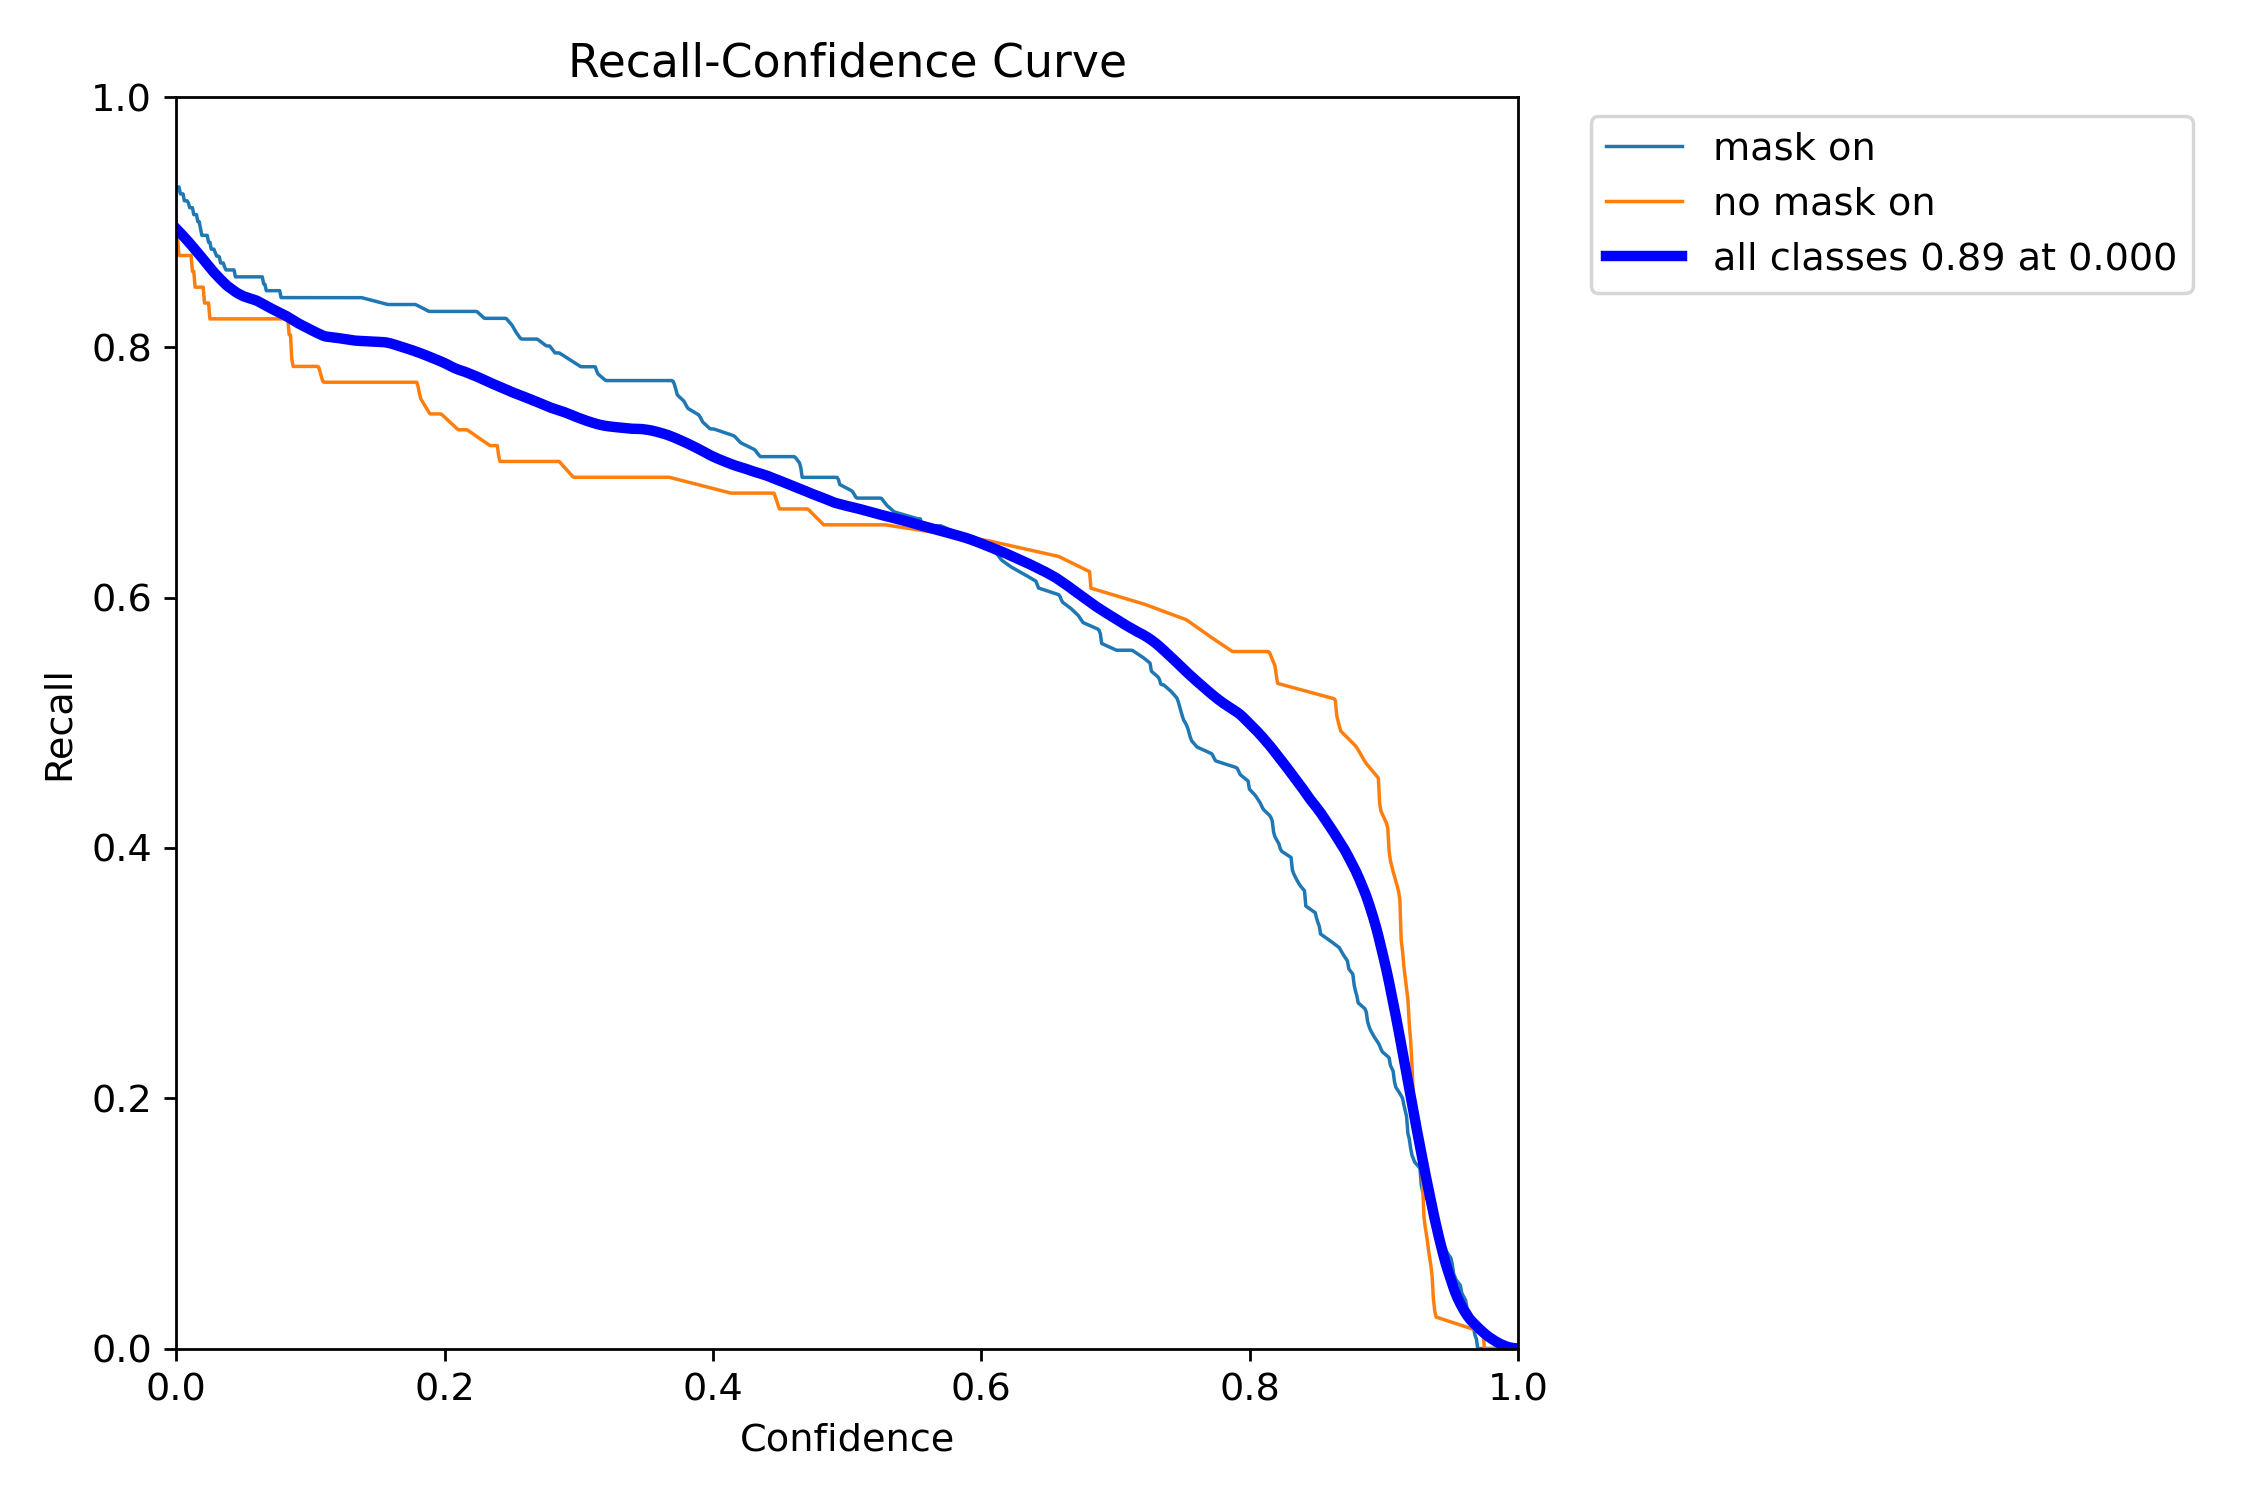 Recall-Confidence Curve
1.0
0.8
0.6
0.4
0.2
0.0
Recall
0.0 0.2 0.4 0.6 0.8 1.0
Confidence
mask on
no mask on
all classes 0.89 at 0.000